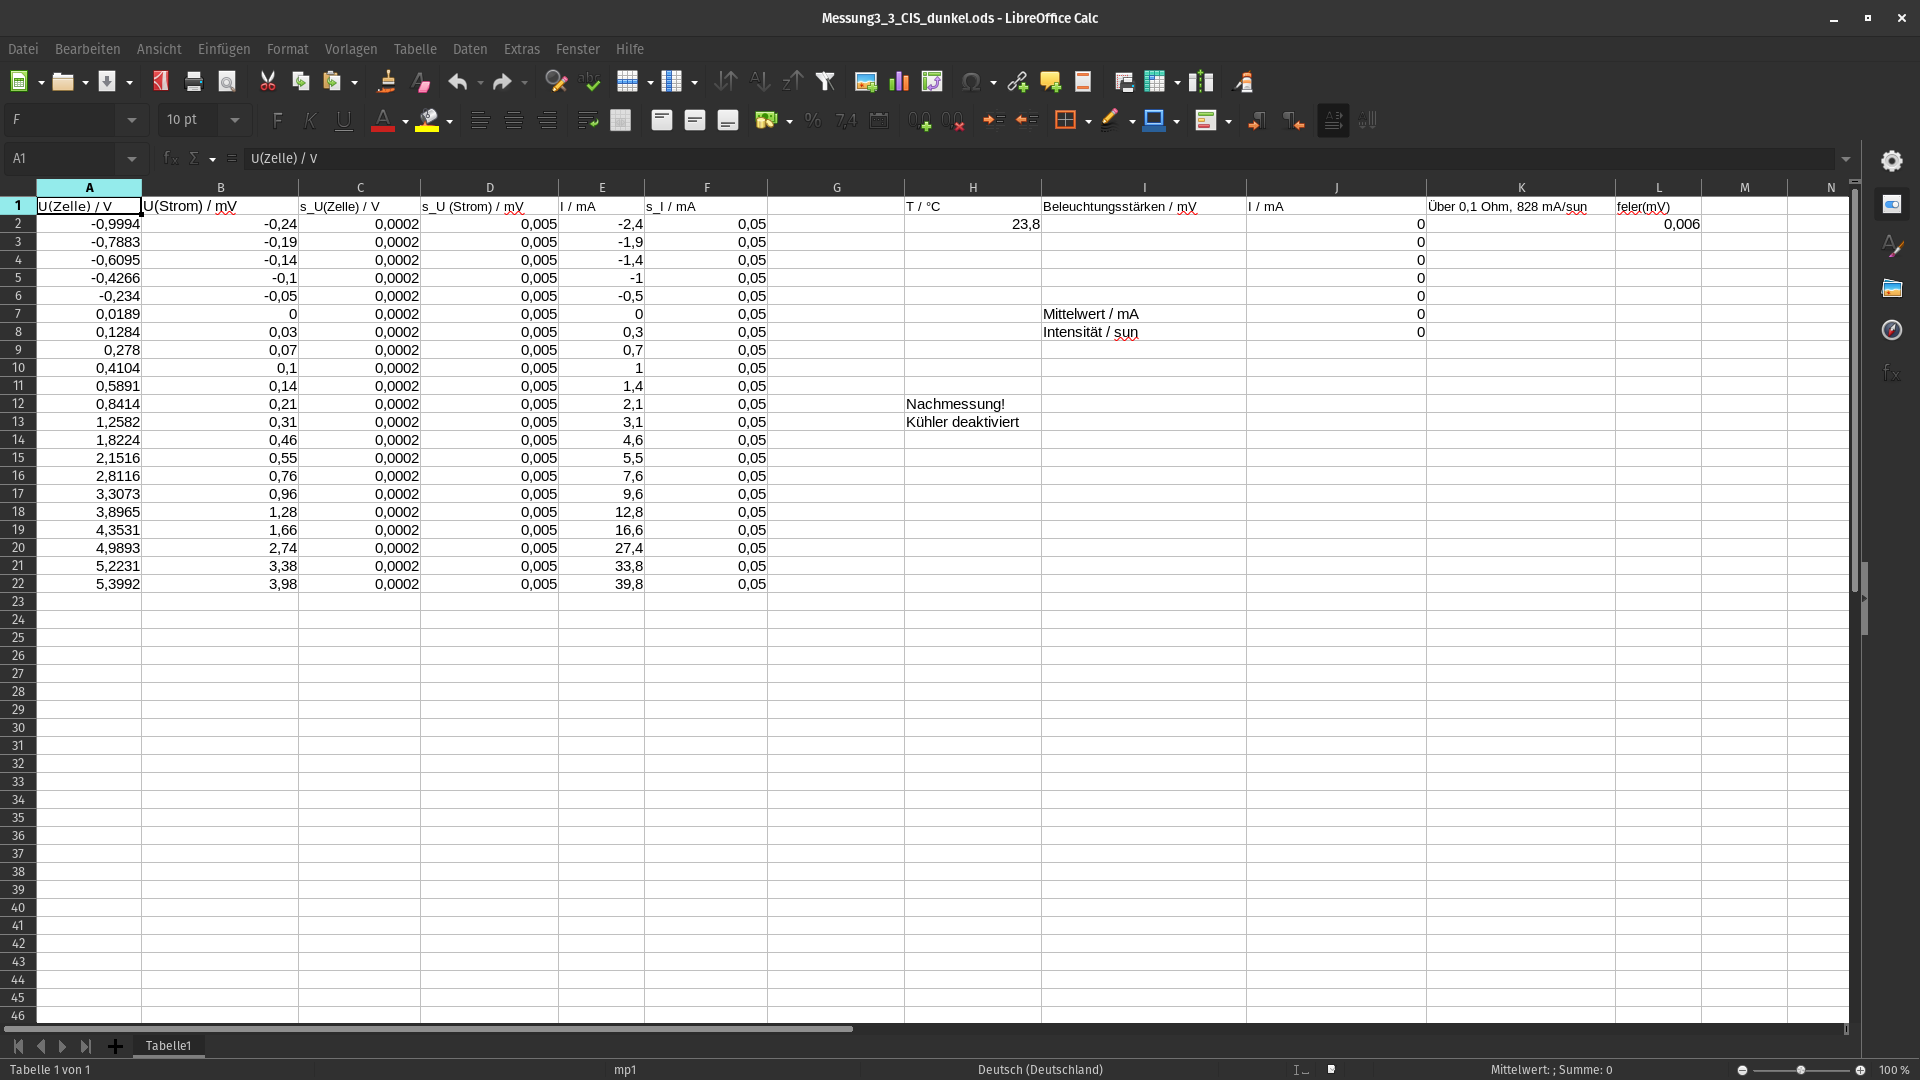 Messung3_3_CIS_dunkel.ods - LibreOffice Calc
Datei Bearbeiten Ansicht Einfügen Format Vorlagen Tabelle Daten Extras Fenster Hilfe
F 10 pt
A1 U(Zelle) / V
A B C D E F G H I J K L M N
1 U(Zelle) / V U(Strom) / mV s_U(Zelle) / V s_U (Strom) / mV I / mA s_I / mA T / °C Beleuchtungsstärken / mV I / mA Über 0,1 Ohm, 828 mA/sun feler(mV)
2 -0,9994 -0,24 0,0002 0,005 -2,4 0,05 23,8 0 0,006
3 -0,7883 -0,19 0,0002 0,005 -1,9 0,05 0
4 -0,6095 -0,14 0,0002 0,005 -1,4 0,05 0
5 -0,4266 -0,1 0,0002 0,005 -1 0,05 0
6 -0,234 -0,05 0,0002 0,005 -0,5 0,05 0
7 0,0189 0 0,0002 0,005 0 0,05 Mittelwert / mA 0
8 0,1284 0,03 0,0002 0,005 0,3 0,05 Intensität / sun 0
9 0,278 0,07 0,0002 0,005 0,7 0,05
10 0,4104 0,1 0,0002 0,005 1 0,05
11 0,5891 0,14 0,0002 0,005 1,4 0,05
12 0,8414 0,21 0,0002 0,005 2,1 0,05 Nachmessung!
13 1,2582 0,31 0,0002 0,005 3,1 0,05 Kühler deaktiviert
14 1,8224 0,46 0,0002 0,005 4,6 0,05
15 2,1516 0,55 0,0002 0,005 5,5 0,05
16 2,8116 0,76 0,0002 0,005 7,6 0,05
17 3,3073 0,96 0,0002 0,005 9,6 0,05
18 3,8965 1,28 0,0002 0,005 12,8 0,05
19 4,3531 1,66 0,0002 0,005 16,6 0,05
20 4,9893 2,74 0,0002 0,005 27,4 0,05
21 5,2231 3,38 0,0002 0,005 33,8 0,05
22 5,3992 3,98 0,0002 0,005 39,8 0,05
23
24
25
26
27
28
29
30
31
32
33
34
35
36
37
38
39
40
41
42
43
44
45
46
Tabelle1
Tabelle 1 von 1 mp1 Deutsch (Deutschland) Mittelwert: ; Summe: 0 100 %